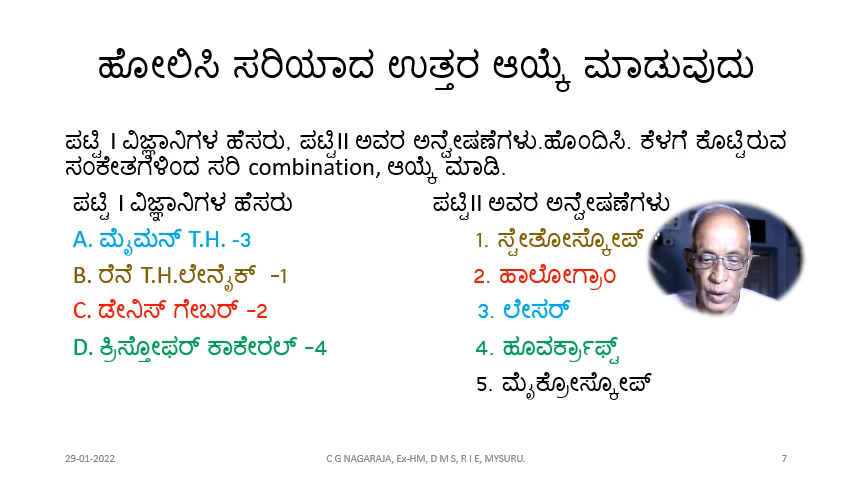 ಹೋಲಿಸಿ ಸರಿಯಾದ ಉತ್ತರ ಆಯ್ಕೆ ಮಾಡುವುದು
ಪಟ್ಟಿ I ವಿಜ್ಞಾನಿಗಳ ಹೆಸರು, ಪಟ್ಟಿII ಅವರ ಅನ್ವೇಷಣೆಗಳು.ಹೊಂದಿಸಿ. ಕೆಳಗೆ ಕೊಟ್ಟಿರುವ
ಸಂಕೇತಗಳಿಂದ ಸರಿ combination, ಆಯ್ಕೆ ಮಾಡಿ.
ಪಟ್ಟಿ I ವಿಜ್ಞಾನಿಗಳ ಹೆಸರು
A. ಮೈಮನ್ T.H. -3
B. ರೆನೆ T.H.ಲೇನೈಕ್ –1
C. ಡೇನಿಸ್ ಗೇಬರ್ –2
D. ಕ್ರಿಸ್ತೋಫರ್ ಕಾಕೇರಲ್ –4
ಪಟ್ಟಿII ಅವರ ಅನ್ವೇಷಣೆಗಳು
1. ಸ್ಟೇತೋಸ್ಕೋಪ್
2. ಹಾಲೋಗ್ರಾಂ
3. ಲೇಸರ್
4. ಹೂವರ್ಕ್ರಾಫ್ಟ್
5. ಮೈಕ್ರೋಸ್ಕೋಪ್
29-01-2022
C G NAGARAJA, Ex-HM, D M S, R I E, MYSURU.
7